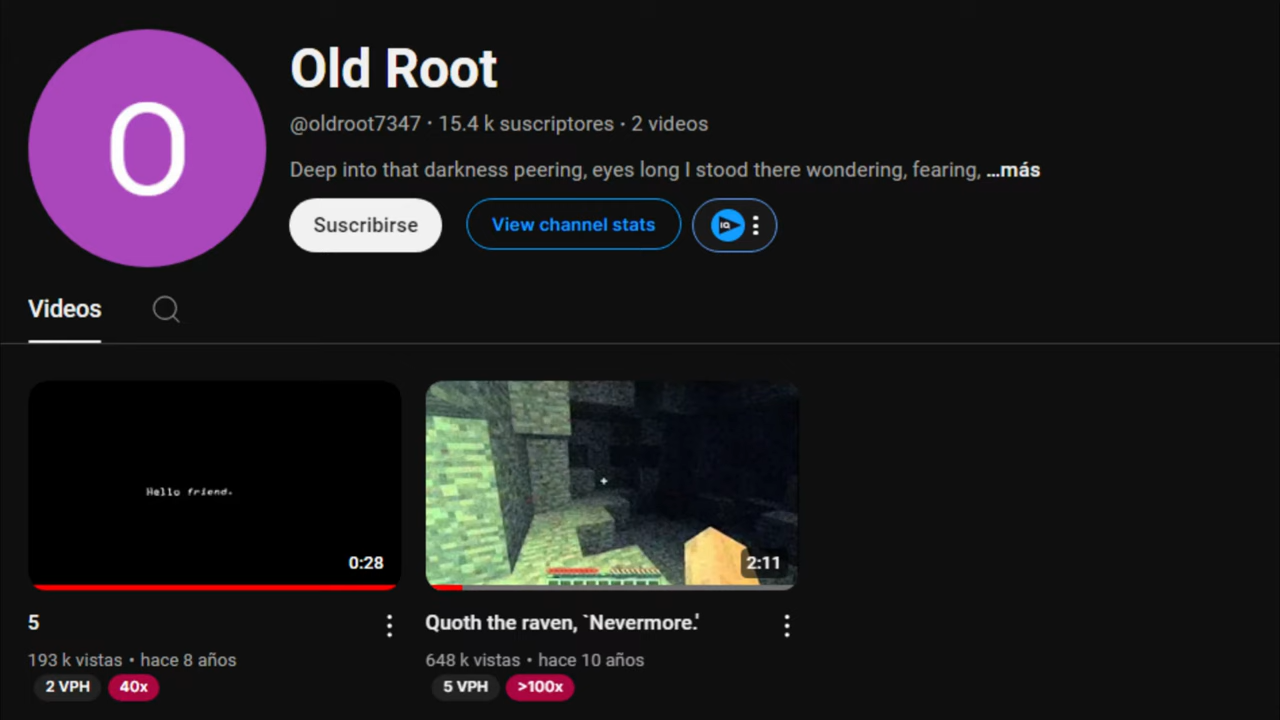 O
Old Root
@oldroot7347 · 15.4 k suscriptores · 2 videos
Deep into that darkness peering, eyes long I stood there wondering, fearing, ...más
Suscribirse
View channel stats
IQ
Videos
Hello friend.
0:28
2:11
5
Quoth the raven, `Nevermore.'
193 k vistas • hace 8 años
648 k vistas • hace 10 años
2 VPH 40x
5 VPH >100x